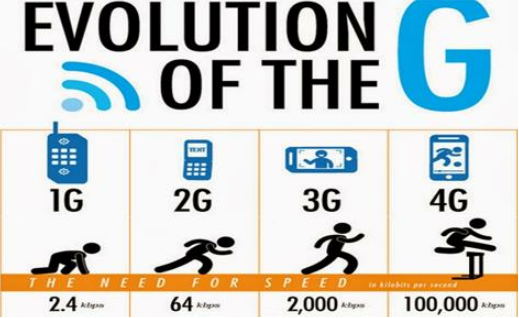 EVOLUTION
OF THE G
TEXT
1G 2G 3G 4G
THE NEED FOR SPEED in kilobits per second
2.4 kbps 64 kbps 2,000 kbps 100,000 kbps